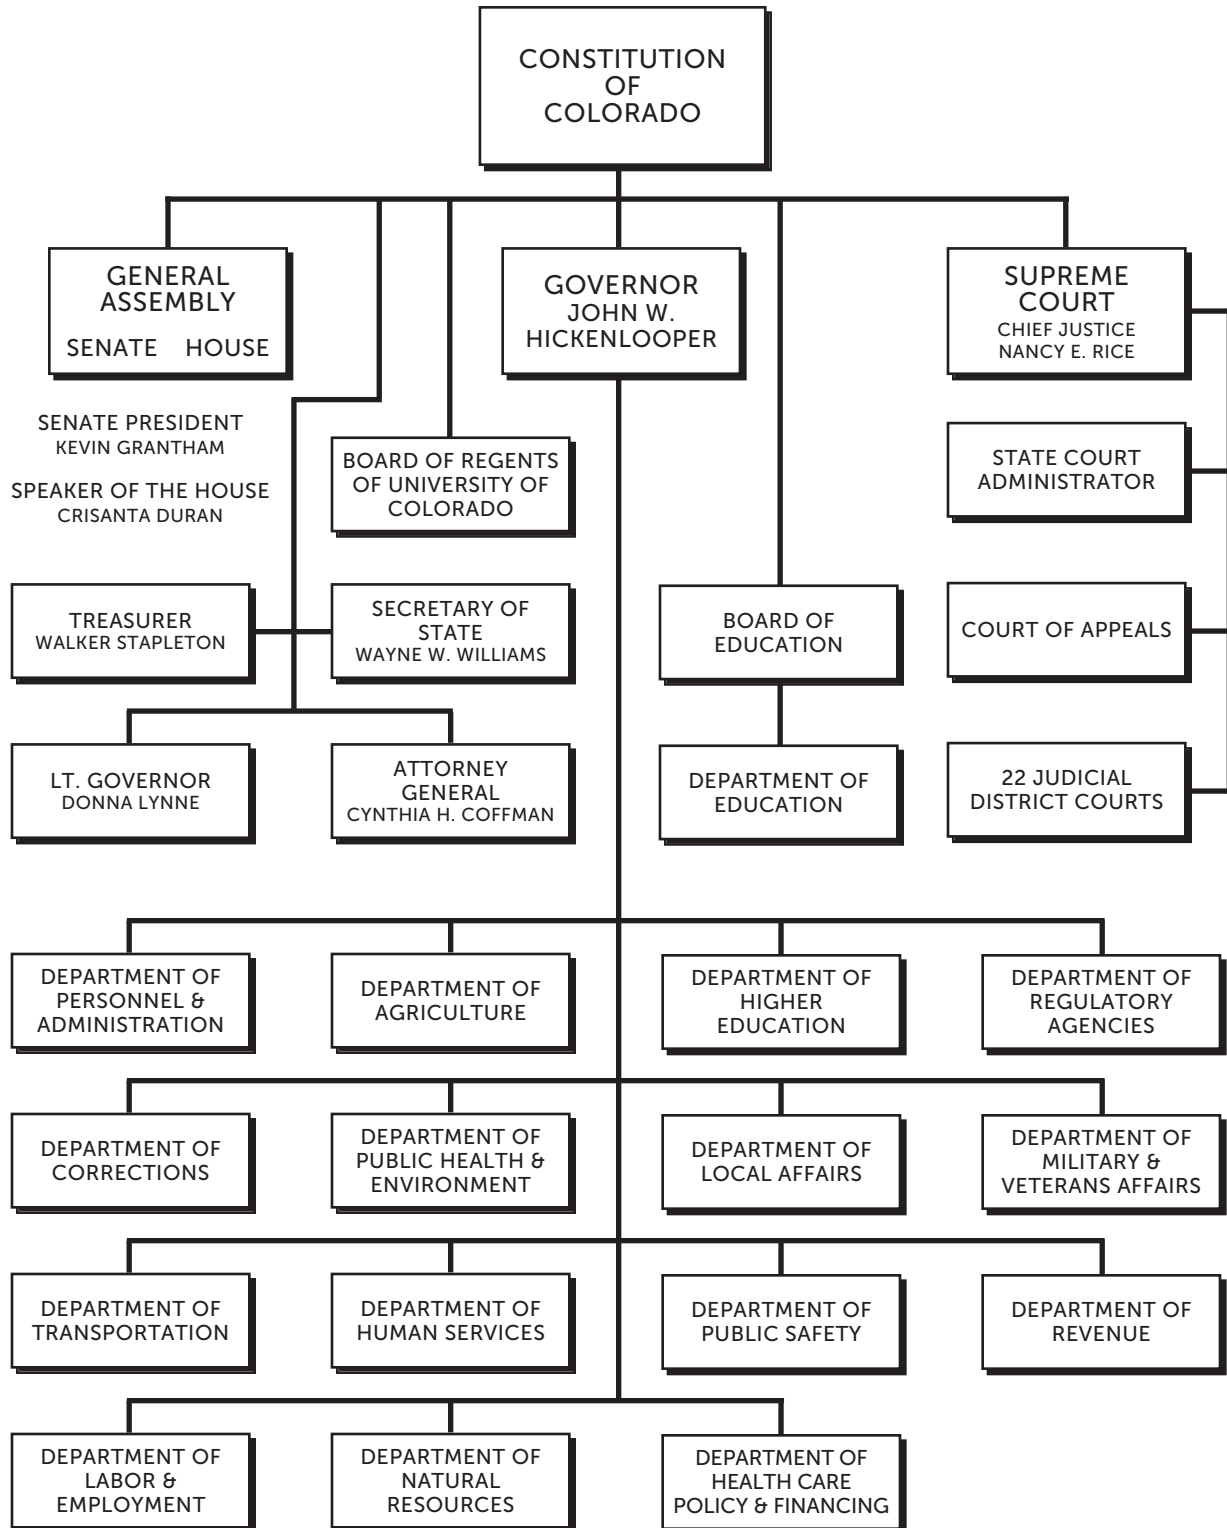 CONSTITUTION
OF
COLORADO
GENERAL
ASSEMBLY
SENATE HOUSE
GOVERNOR
JOHN W.
HICKENLOOPER
SUPREME
COURT
CHIEF JUSTICE
NANCY E. RICE
SENATE PRESIDENT
KEVIN GRANTHAM
SPEAKER OF THE HOUSE
CRISANTA DURAN
BOARD OF REGENTS
OF UNIVERSITY OF
COLORADO
STATE COURT
ADMINISTRATOR
TREASURER
WALKER STAPLETON
SECRETARY OF
STATE
WAYNE W. WILLIAMS
BOARD OF
EDUCATION
COURT OF APPEALS
LT. GOVERNOR
DONNA LYNNE
ATTORNEY
GENERAL
CYNTHIA H. COFFMAN
DEPARTMENT OF
EDUCATION
22 JUDICIAL
DISTRICT COURTS
DEPARTMENT OF
PERSONNEL &
ADMINISTRATION
DEPARTMENT OF
AGRICULTURE
DEPARTMENT OF
HIGHER
EDUCATION
DEPARTMENT OF
REGULATORY
AGENCIES
DEPARTMENT OF
CORRECTIONS
DEPARTMENT OF
PUBLIC HEALTH &
ENVIRONMENT
DEPARTMENT OF
LOCAL AFFAIRS
DEPARTMENT OF
MILITARY &
VETERANS AFFAIRS
DEPARTMENT OF
TRANSPORTATION
DEPARTMENT OF
HUMAN SERVICES
DEPARTMENT OF
PUBLIC SAFETY
DEPARTMENT OF
REVENUE
DEPARTMENT OF
LABOR &
EMPLOYMENT
DEPARTMENT OF
NATURAL
RESOURCES
DEPARTMENT OF
HEALTH CARE
POLICY & FINANCING